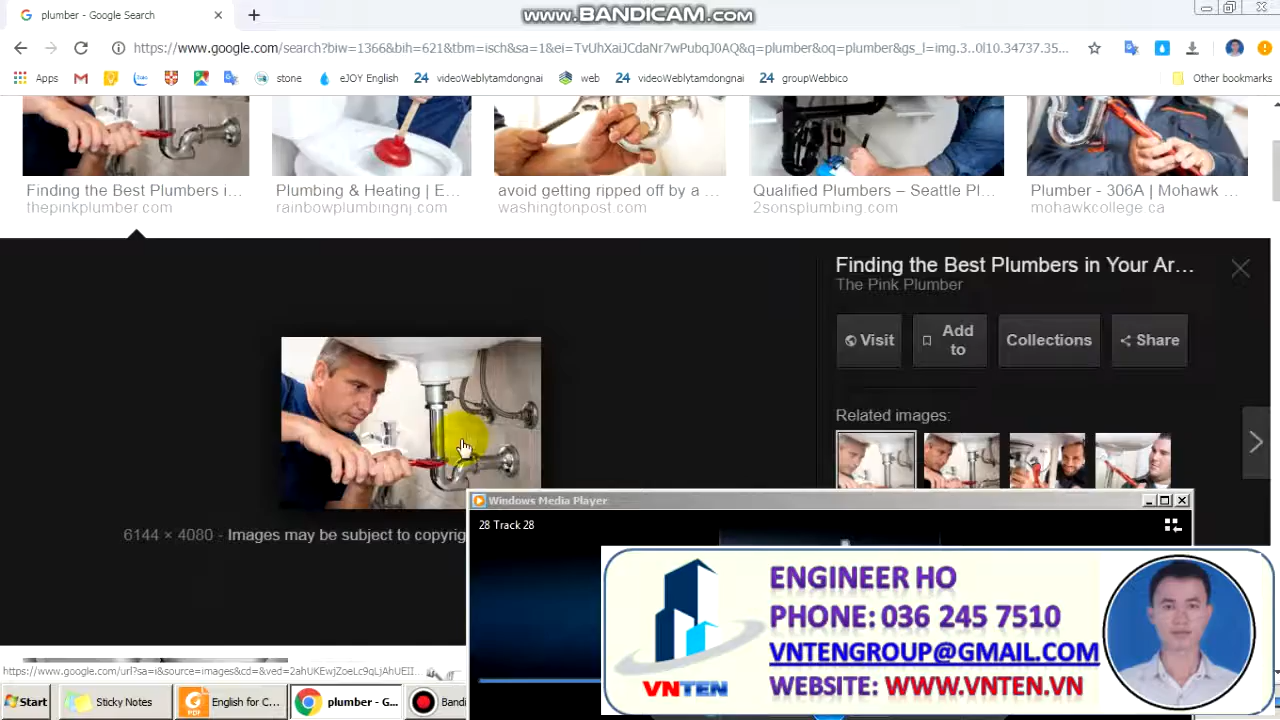 plumber - Google Search
www.BANDICAM.com
https://www.google.com/search?biw=1366&bih=621&tbm=isch&sa=1&ei=TvUhXaiJCdaNr7wPubqJ0AQ&q=plumber&oq=plumber&gs_l=img.3..0l10.34737.35...
Apps
stone
eJOY English
24 videoWeblytamdongnai
web
24 videoWeblytamdongnai
24 groupWebbico
Other bookmarks
Finding the Best Plumbers i...
Plumbing & Heating | E...
avoid getting ripped off by a ...
Qualified Plumbers – Seattle Pl...
Plumber - 306A | Mohawk ...
thepinkplumber.com
rainbowplumbingnj.com
washingtonpost.com
2sonsplumbing.com
mohawkcollege.ca
Finding the Best Plumbers in Your Ar...
The Pink Plumber
Visit
Add to
Collections
Share
Related images:
Windows Media Player
28 Track 28
6144 × 4080 - Images may be subject to copyrig
ENGINEER HO
PHONE: 036 245 7510
VNTENGROUP@GMAIL.COM
WEBSITE: WWW.VNTEN.VN
VNTEN
Start
Sticky Notes
PDF
English for C...
plumber - G...
Bandi